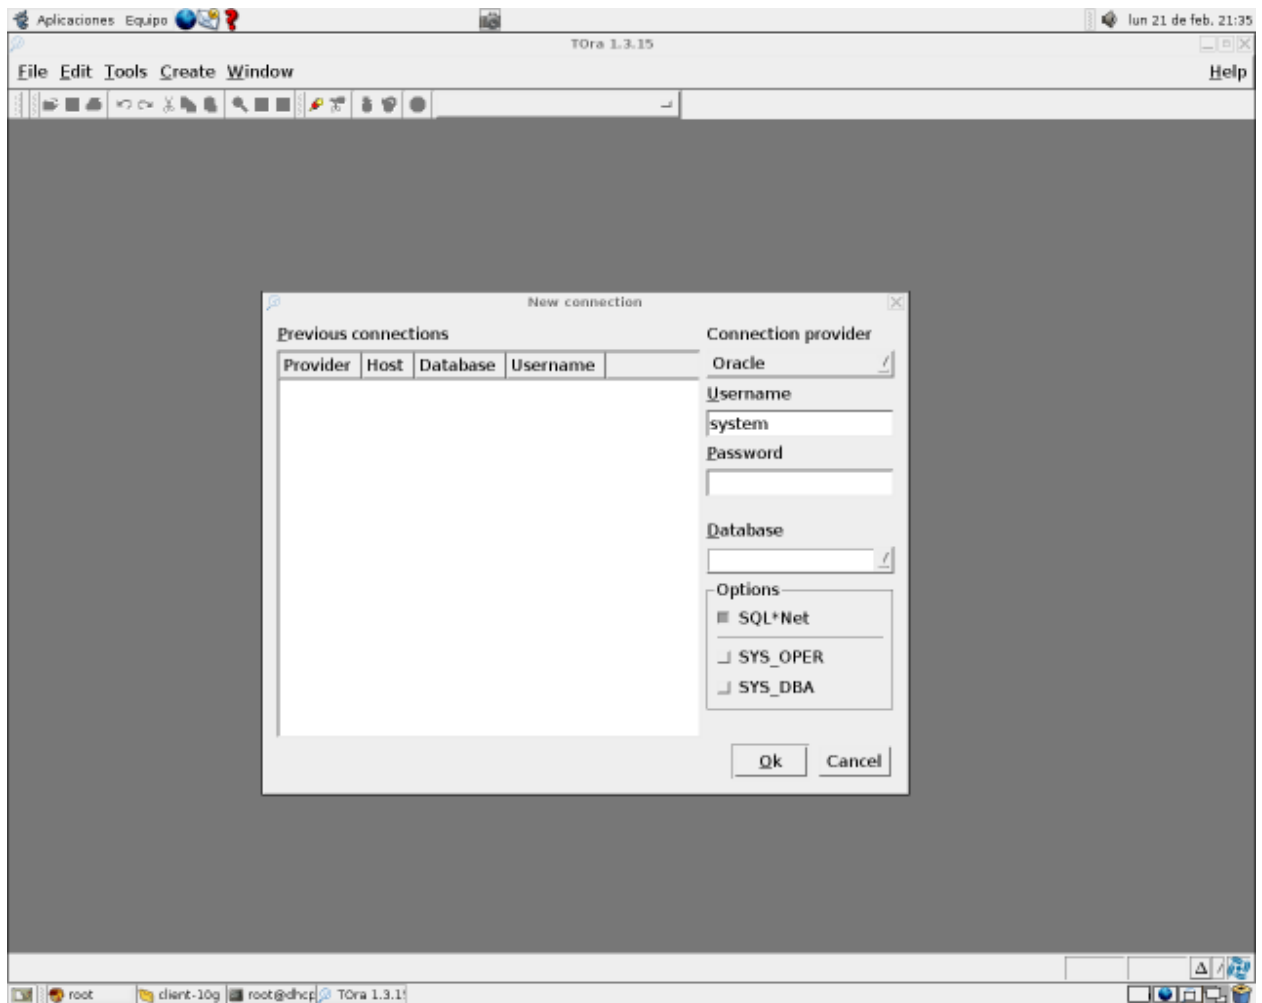 Aplicaciones Equipo lun 21 de feb. 21:35
TOra 1.3.15
File Edit Tools Create Window Help
New connection
Previous connections
Provider Host Database Username
Connection provider
Oracle
Username
system
Password
Database
Options
SQL*Net
SYS_OPER
SYS_DBA
Ok Cancel
root client-10g root@dhcp TOra 1.3.1